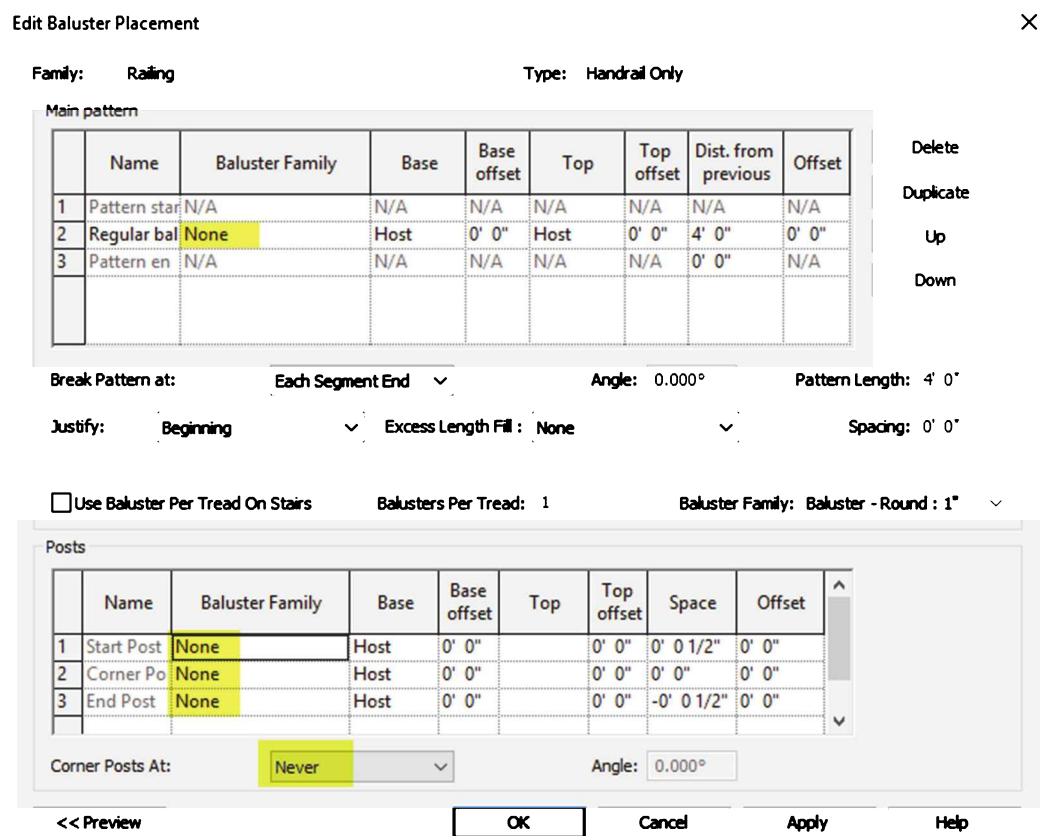 Edit Baluster Placement
Family: Railing Type: Handrail Only
Main pattern
Name Baluster Family Base Base offset Top Top offset Dist. from previous Offset
1 Pattern star N/A N/A N/A N/A N/A N/A N/A
2 Regular bal None Host 0' 0" Host 0' 0" 4' 0" 0' 0"
3 Pattern en N/A N/A N/A N/A N/A 0' 0" N/A
Delete
Duplicate
Up
Down
Break Pattern at: Each Segment End Angle: 0.000° Pattern Length: 4' 0"
Justify: Beginning Excess Length Fill : None Spacing: 0' 0"
Use Baluster Per Tread On Stairs Balusters Per Tread: 1 Baluster Family: Baluster - Round : 1"
Posts
Name Baluster Family Base Base offset Top Top offset Space Offset
1 Start Post None Host 0' 0" 0' 0" 0' 0 1/2" 0' 0"
2 Corner Po None Host 0' 0" 0' 0" 0' 0" 0' 0"
3 End Post None Host 0' 0" 0' 0" -0' 0 1/2" 0' 0"
Corner Posts At: Never Angle: 0.000°
<< Preview OK Cancel Apply Help